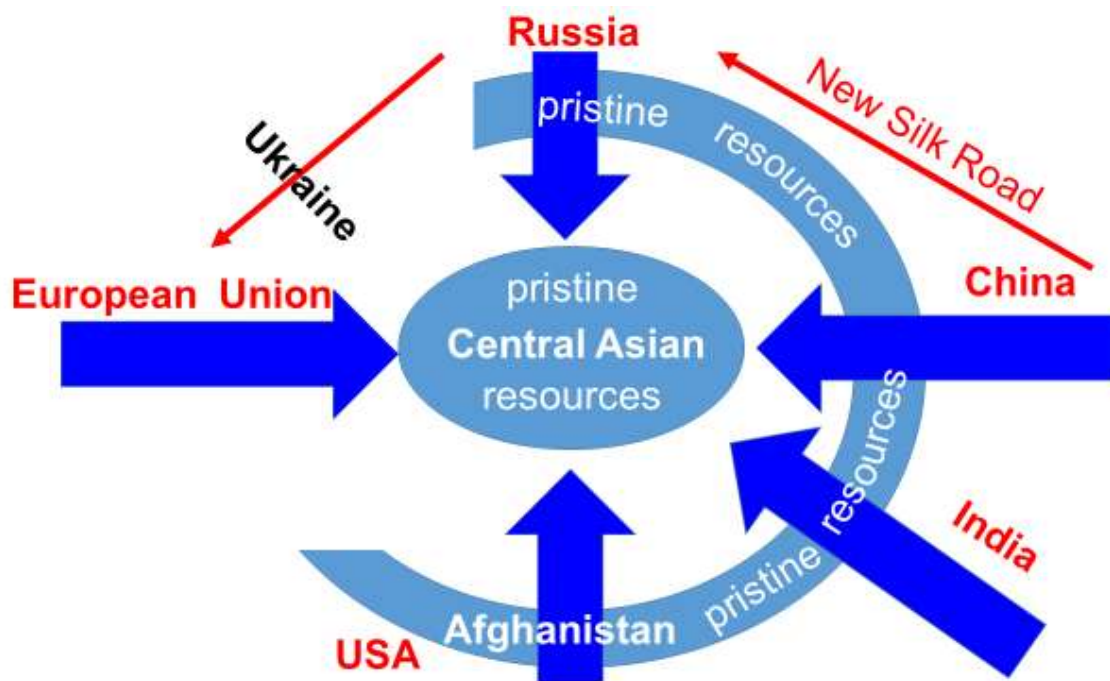 Russia
pristine resources
New Silk Road
Ukraine
European Union
China
pristine
Central Asian
resources
pristine resources
India
Afghanistan
USA